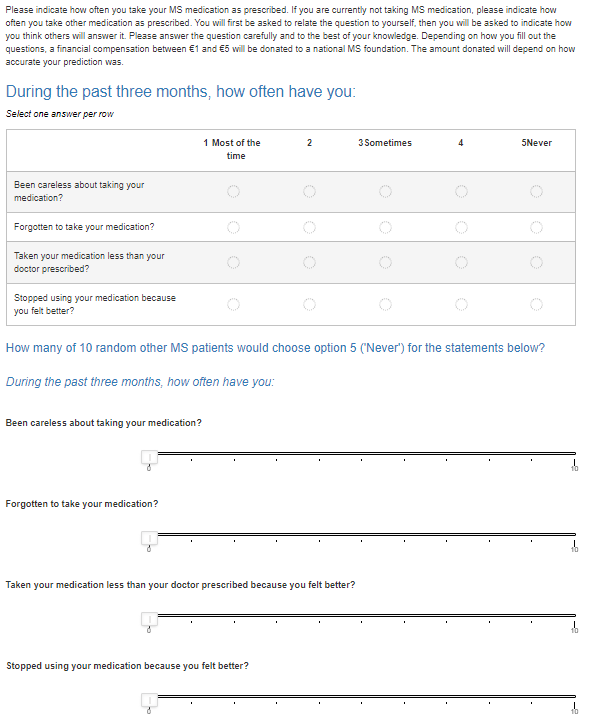 Please indicate how often you take your MS medication as prescribed. If you are currently not taking MS medication, please indicate how
often you take other medication as prescribed. You will first be asked to relate the question to yourself, then you will be asked to indicate how
you think others will answer it. Please answer the question carefully and to the best of your knowledge. Depending on how you fill out the
questions, a financial compensation between €1 and €5 will be donated to a national MS foundation. The amount donated will depend on how
accurate your prediction was.
During the past three months, how often have you:
Select one answer per row
1 Most of the time 2 3Sometimes 4 5Never
Been careless about taking your
medication?
Forgotten to take your medication?
Taken your medication less than your
doctor prescribed?
Stopped using your medication because
you felt better?
How many of 10 random other MS patients would choose option 5 ('Never') for the statements below?
During the past three months, how often have you:
Been careless about taking your medication?
0 10
Forgotten to take your medication?
0 10
Taken your medication less than your doctor prescribed because you felt better?
0 10
Stopped using your medication because you felt better?
0 10